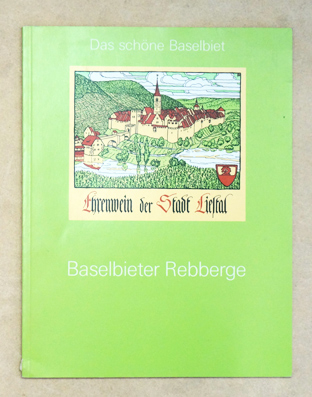 Das schöne Baselbiet
Ehrenwein der Stadt Liestal
Baselbieter Rebberge